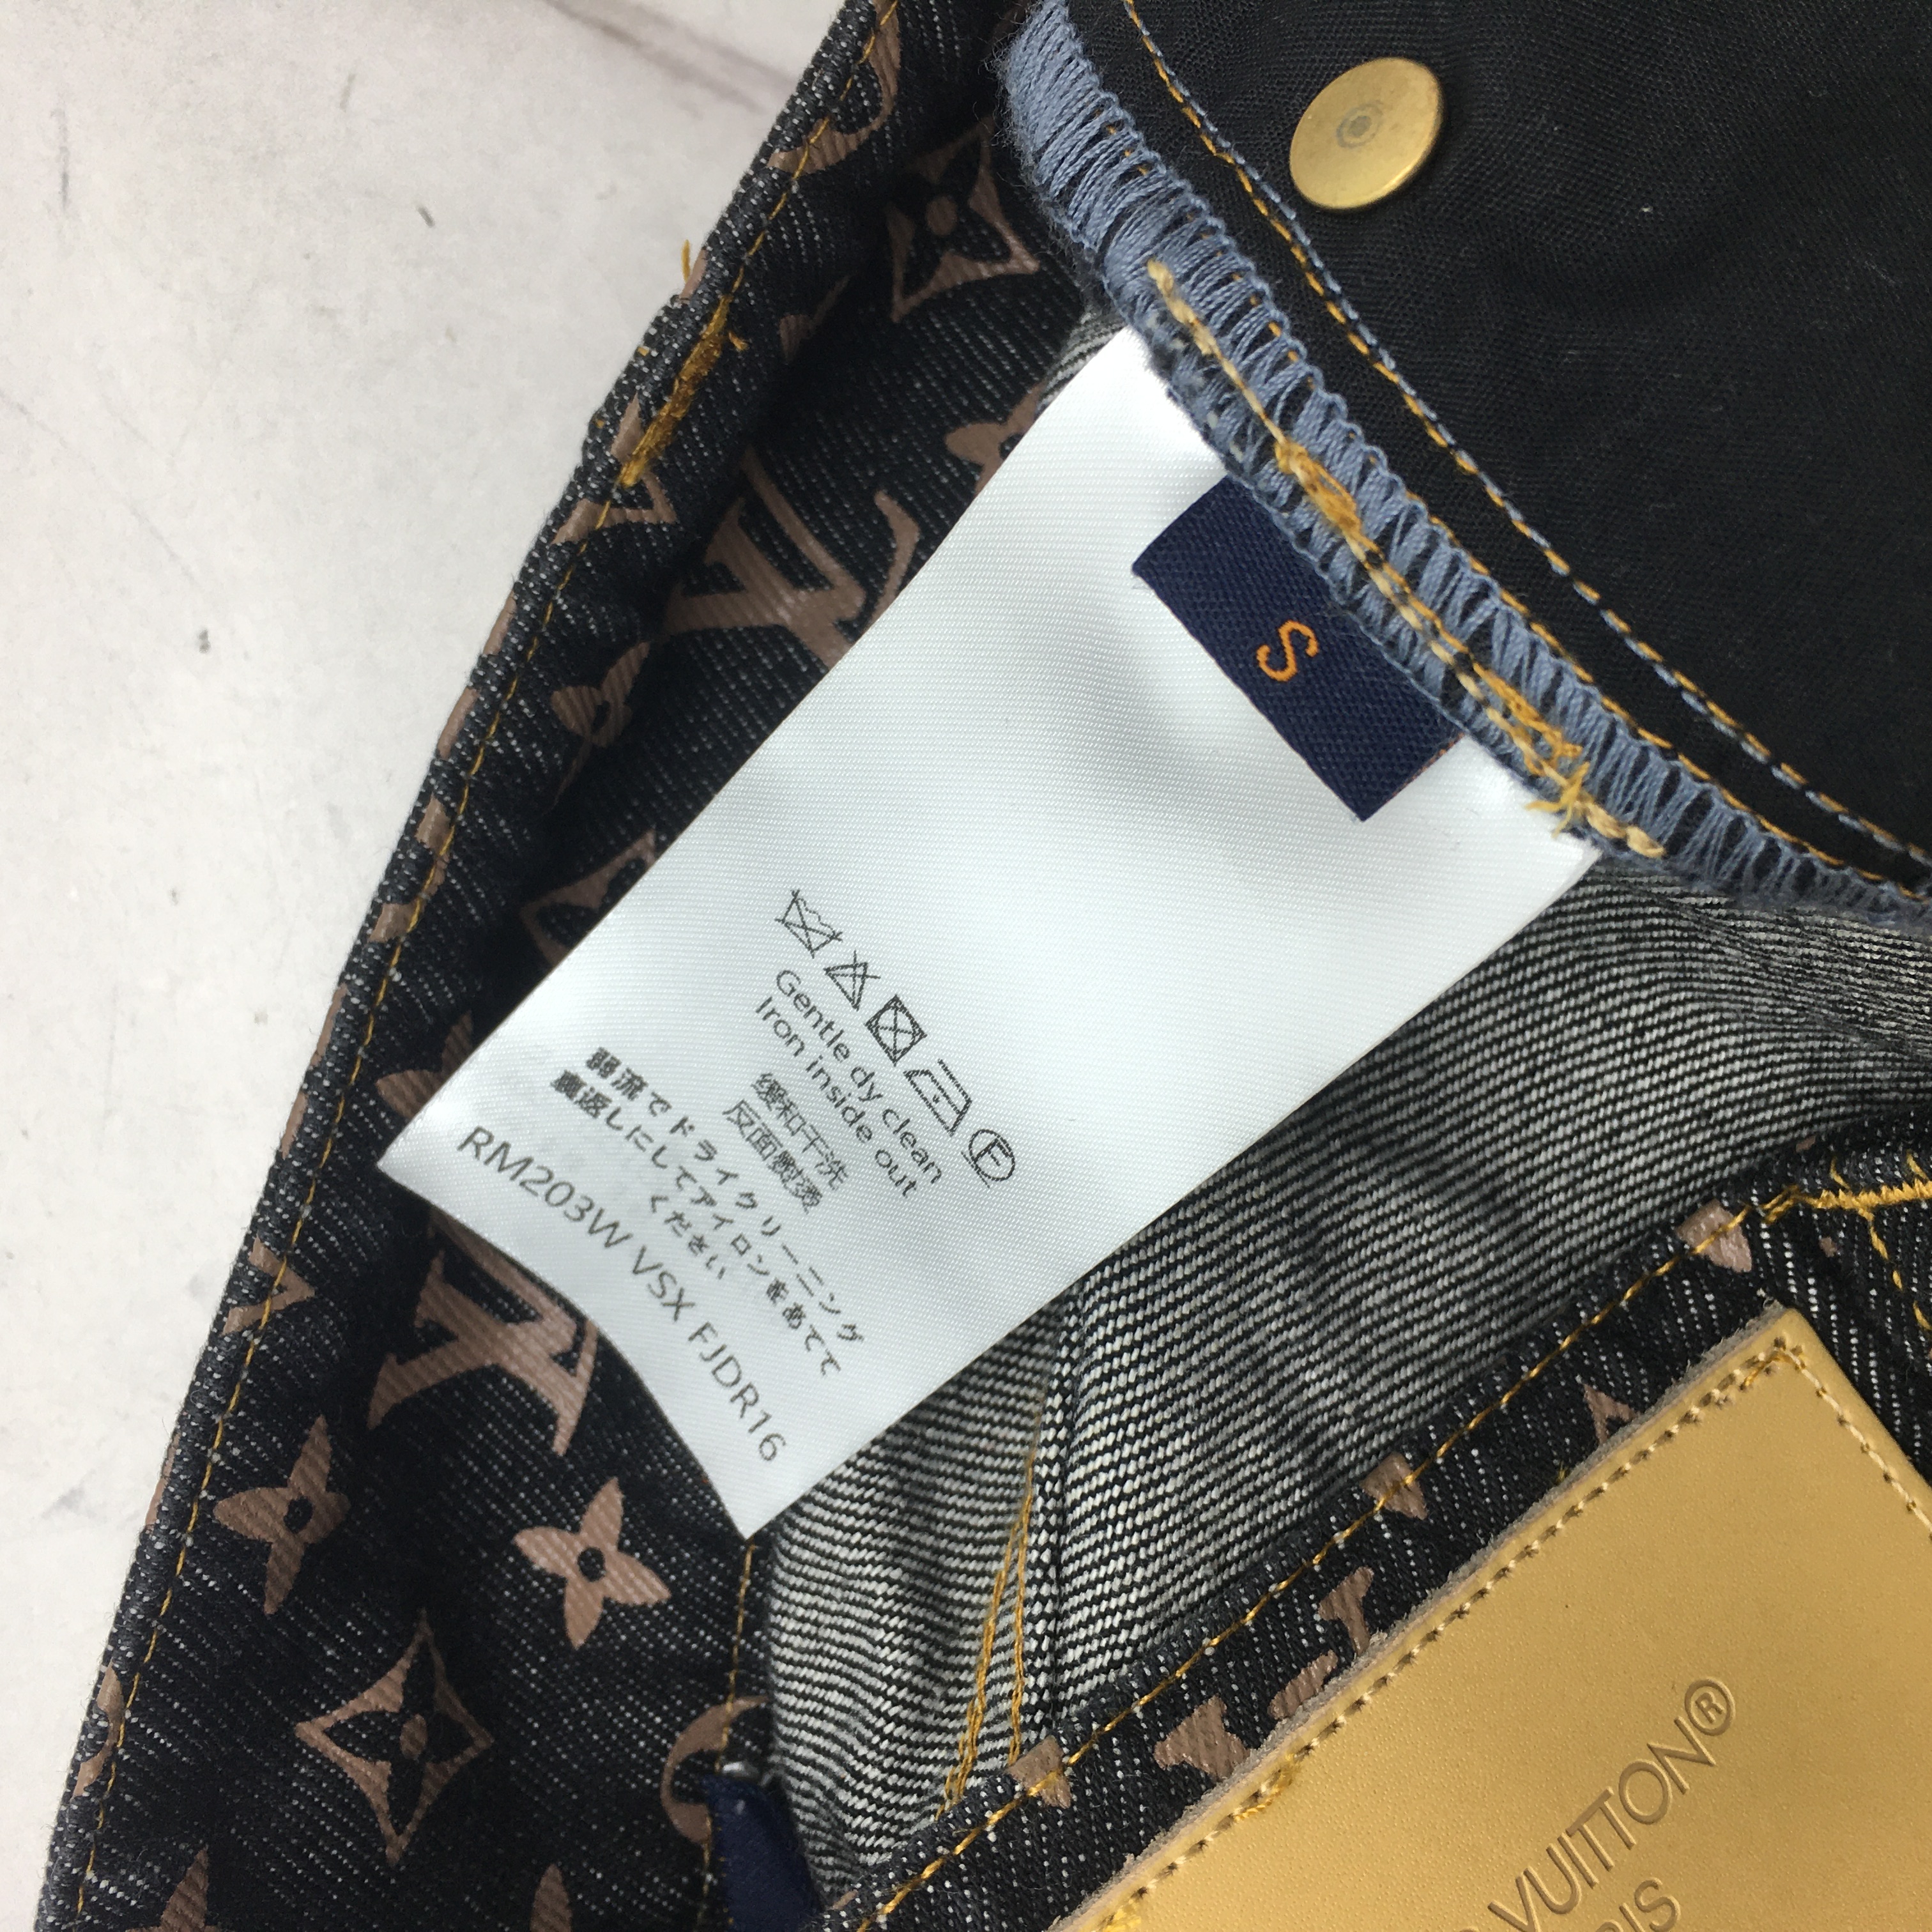 S
Gentle dy clean
Iron inside out
缓和干洗
反面熨烫
弱流でドライクリーニング
裏返しにしてアイロンをあてて
ください
RM203W VSX FJDR16
VUITTON®